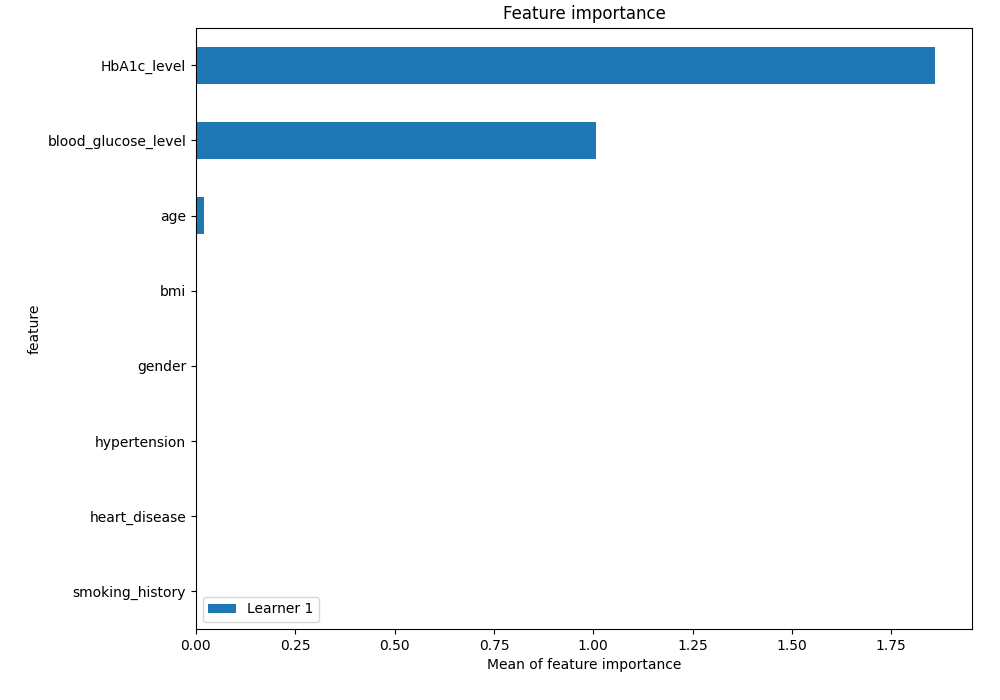 Feature importance
HbA1c_level
blood_glucose_level
age
bmi
gender
hypertension
heart_disease
smoking_history
feature
Learner 1
0.00 0.25 0.50 0.75 1.00 1.25 1.50 1.75
Mean of feature importance